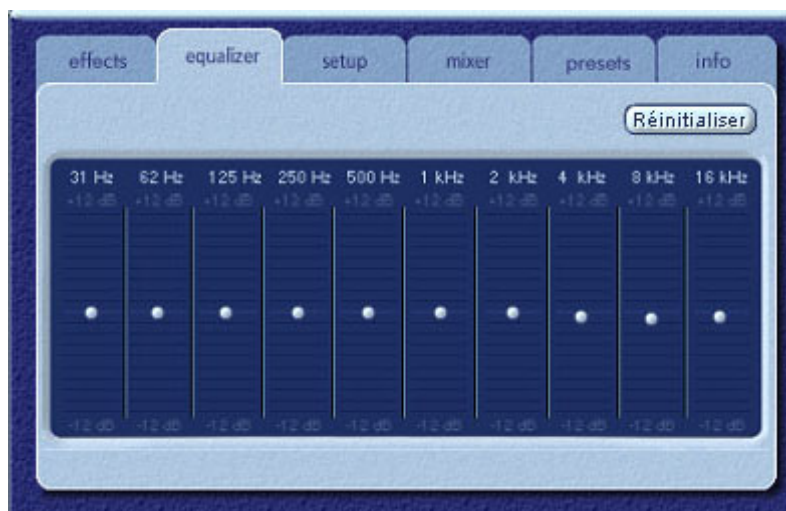 effects equalizer setup mixer presets info
Réinitialiser
31 Hz 62 Hz 125 Hz 250 Hz 500 Hz 1 kHz 2 kHz 4 kHz 8 kHz 16 kHz
+12 dB +12 dB +12 dB +12 dB +12 dB +12 dB +12 dB +12 dB +12 dB +12 dB
-12 dB -12 dB -12 dB -12 dB -12 dB -12 dB -12 dB -12 dB -12 dB -12 dB